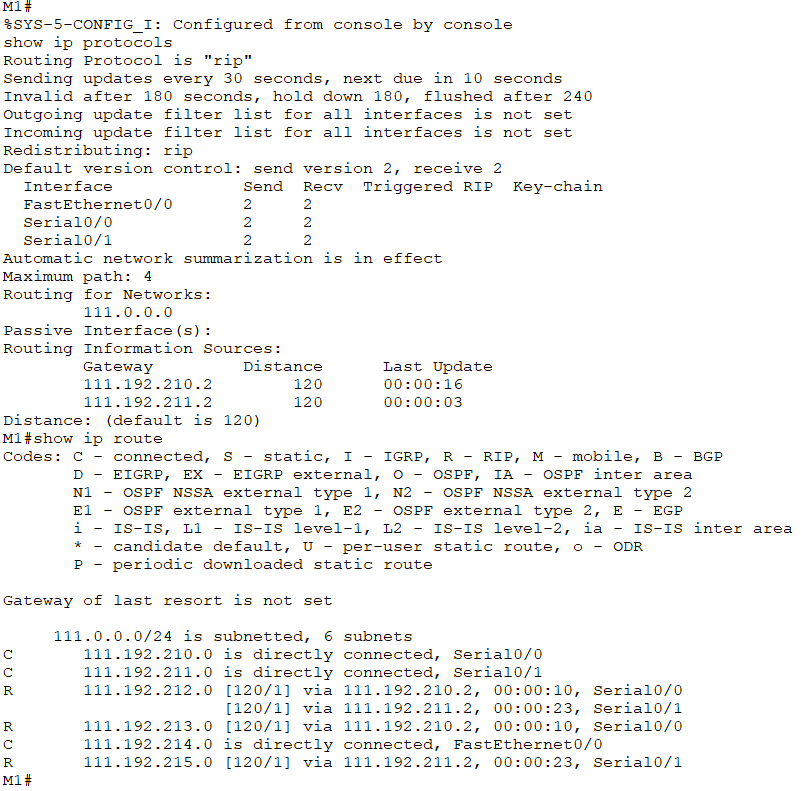 M1#
%SYS-5-CONFIG_I: Configured from console by console
show ip protocols
Routing Protocol is "rip"
Sending updates every 30 seconds, next due in 10 seconds
Invalid after 180 seconds, hold down 180, flushed after 240
Outgoing update filter list for all interfaces is not set
Incoming update filter list for all interfaces is not set
Redistributing: rip
Default version control: send version 2, receive 2
  Interface             Send  Recv  Triggered RIP  Key-chain
  FastEthernet0/0       2     2
  Serial0/0             2     2
  Serial0/1             2     2
Automatic network summarization is in effect
Maximum path: 4
Routing for Networks:
        111.0.0.0
Passive Interface(s):
Routing Information Sources:
        Gateway         Distance      Last Update
        111.192.210.2        120      00:00:16
        111.192.211.2        120      00:00:03
Distance: (default is 120)
M1#show ip route
Codes: C - connected, S - static, I - IGRP, R - RIP, M - mobile, B - BGP
       D - EIGRP, EX - EIGRP external, O - OSPF, IA - OSPF inter area
       N1 - OSPF NSSA external type 1, N2 - OSPF NSSA external type 2
       E1 - OSPF external type 1, E2 - OSPF external type 2, E - EGP
       i - IS-IS, L1 - IS-IS level-1, L2 - IS-IS level-2, ia - IS-IS inter area
       * - candidate default, U - per-user static route, o - ODR
       P - periodic downloaded static route

Gateway of last resort is not set

     111.0.0.0/24 is subnetted, 6 subnets
C       111.192.210.0 is directly connected, Serial0/0
C       111.192.211.0 is directly connected, Serial0/1
R       111.192.212.0 [120/1] via 111.192.210.2, 00:00:10, Serial0/0
                      [120/1] via 111.192.211.2, 00:00:23, Serial0/1
R       111.192.213.0 [120/1] via 111.192.210.2, 00:00:10, Serial0/0
C       111.192.214.0 is directly connected, FastEthernet0/0
R       111.192.215.0 [120/1] via 111.192.211.2, 00:00:23, Serial0/1
M1#